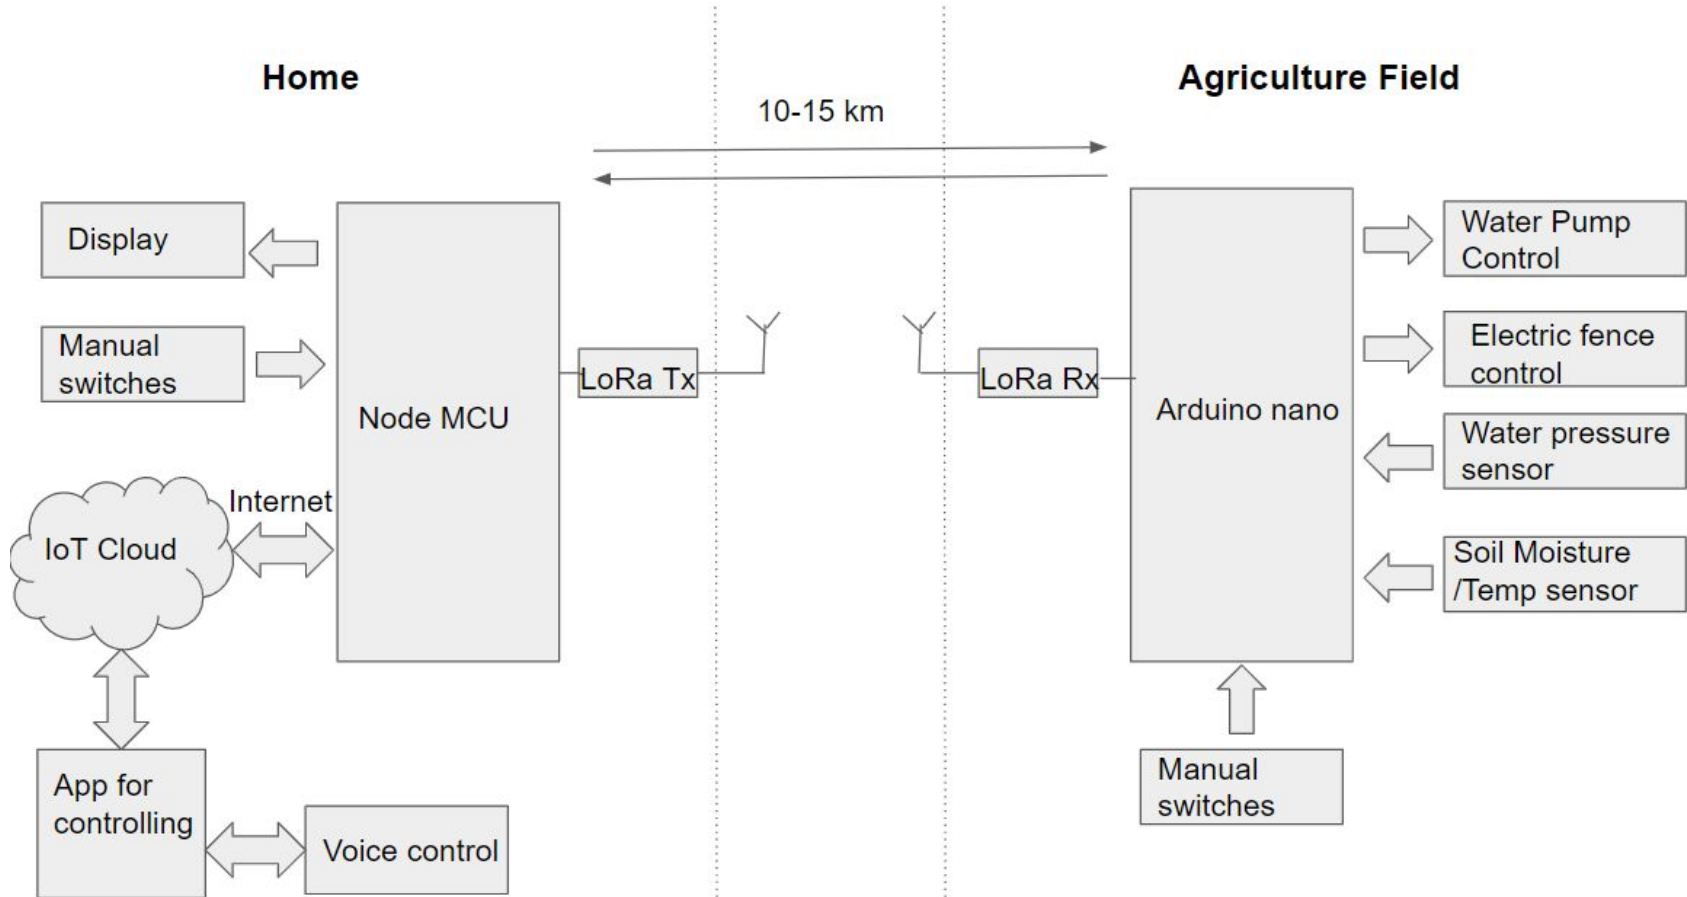 Home
Agriculture Field
10-15 km
Display
Manual
switches
Node MCU
LoRa Tx
LoRa Rx
Arduino nano
Water Pump
Control
Electric fence
control
Water pressure
sensor
Soil Moisture
/Temp sensor
Internet
IoT Cloud
App for
controlling
Voice control
Manual
switches